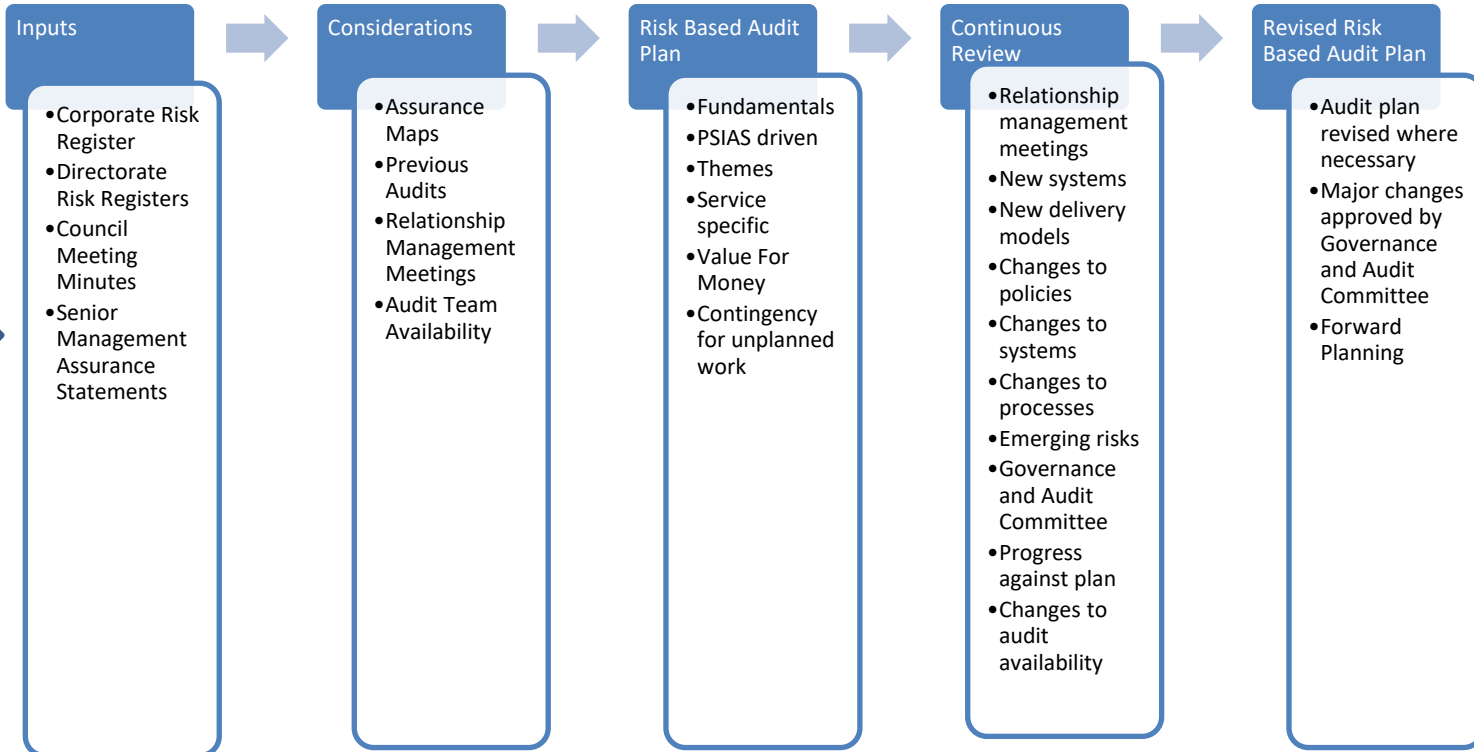 Inputs
•Corporate Risk
Register
•Directorate
Risk Registers
•Council
Meeting
Minutes
•Senior
Management
Assurance
Statements
Considerations
•Assurance
Maps
•Previous
Audits
•Relationship
Management
Meetings
•Audit Team
Availability
Risk Based Audit
Plan
•Fundamentals
•PSIAS driven
•Themes
•Service
specific
•Value For
Money
•Contingency
for unplanned
work
Continuous
Review
•Relationship
management
meetings
•New systems
•New delivery
models
•Changes to
policies
•Changes to
systems
•Changes to
processes
•Emerging risks
•Governance
and Audit
Committee
•Progress
against plan
•Changes to
audit
availability
Revised Risk
Based Audit Plan
•Audit plan
revised where
necessary
•Major changes
approved by
Governance
and Audit
Committee
•Forward
Planning